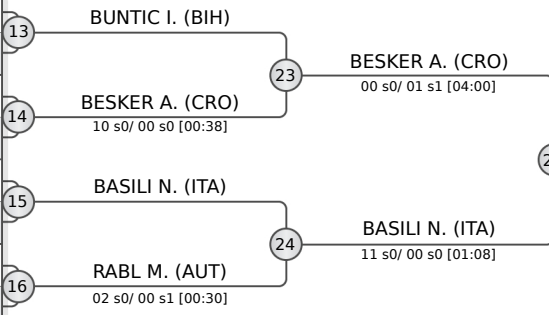 BUNTIC I. (BIH)
13
23
BESKER A. (CRO)
00 s0/ 01 s1 [04:00]
BESKER A. (CRO)
14
10 s0/ 00 s0 [00:38]
BASILI N. (ITA)
15
24
BASILI N. (ITA)
11 s0/ 00 s0 [01:08]
RABL M. (AUT)
16
02 s0/ 00 s1 [00:30]